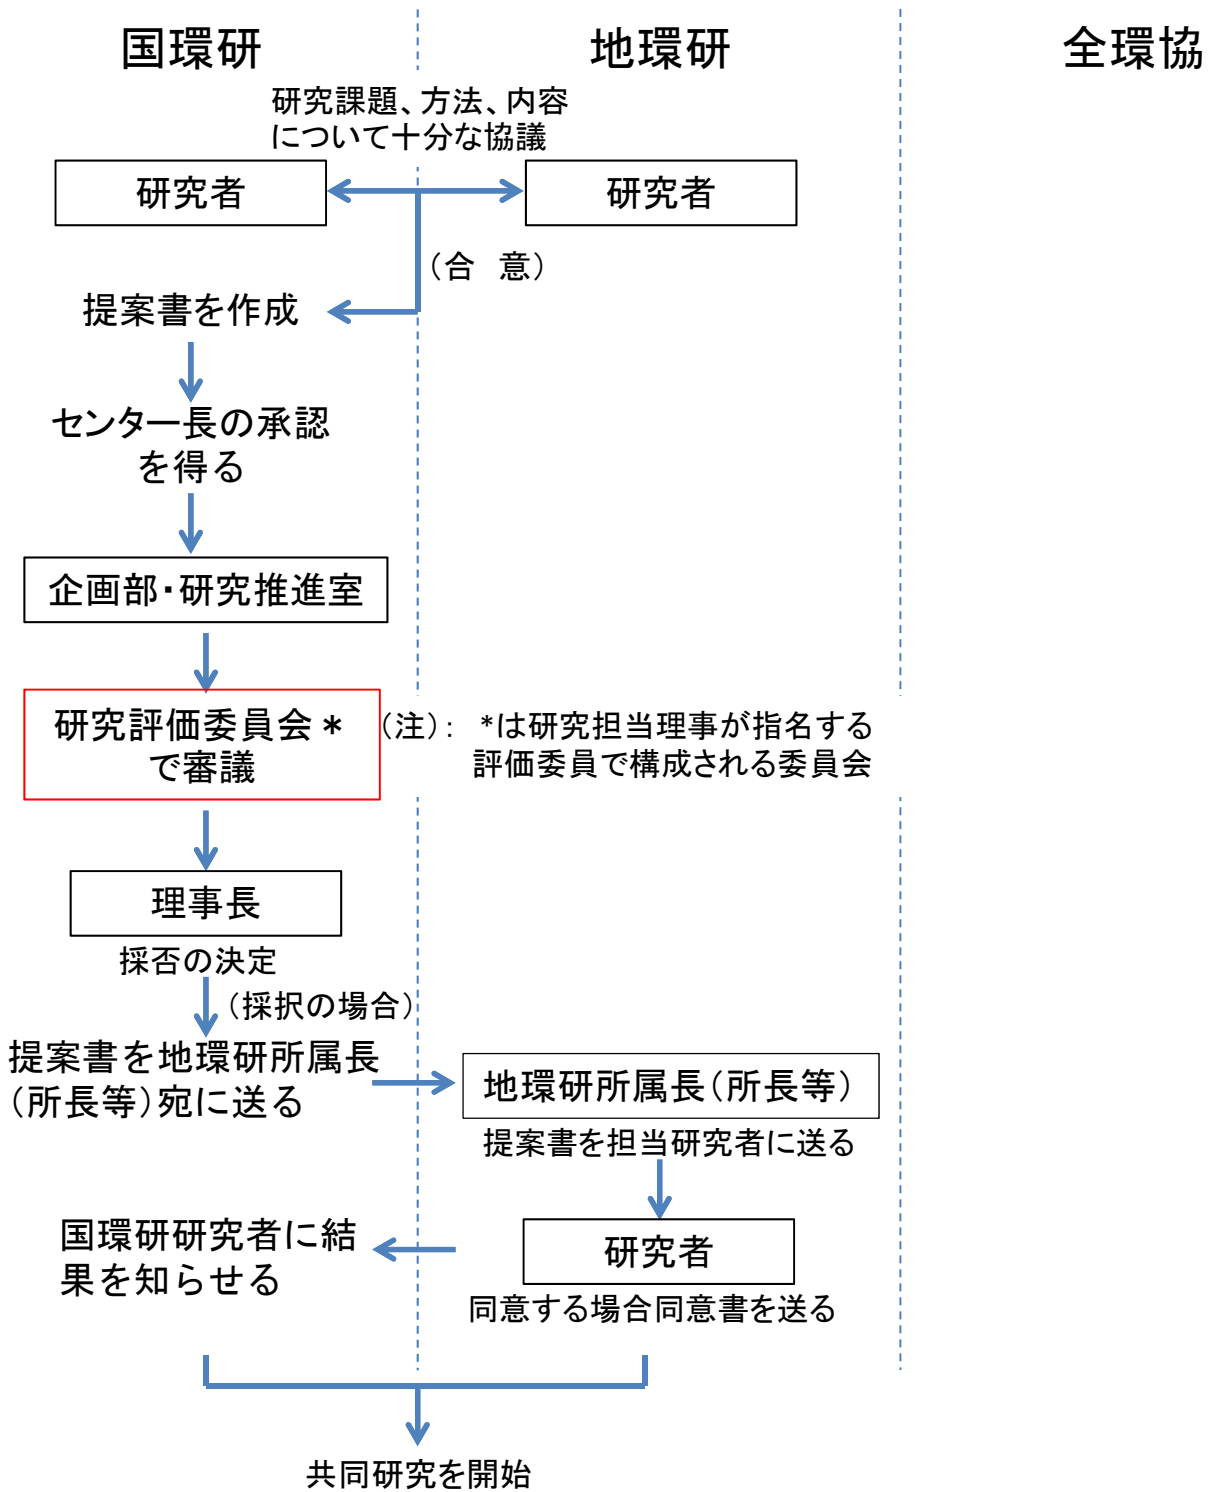 国環研
地環研
全環協
研究課題、方法、内容
について十分な協議
研究者
研究者
(合　意)
提案書を作成
センター長の承認
を得る
企画部・研究推進室
研究評価委員会*
で審議
(注): *は研究担当理事が指名する
評価委員で構成される委員会
理事長
採否の決定
(採択の場合)
提案書を地環研所属長
(所長等)宛に送る
地環研所属長(所長等)
提案書を担当研究者に送る
国環研研究者に結
果を知らせる
研究者
同意する場合同意書を送る
共同研究を開始